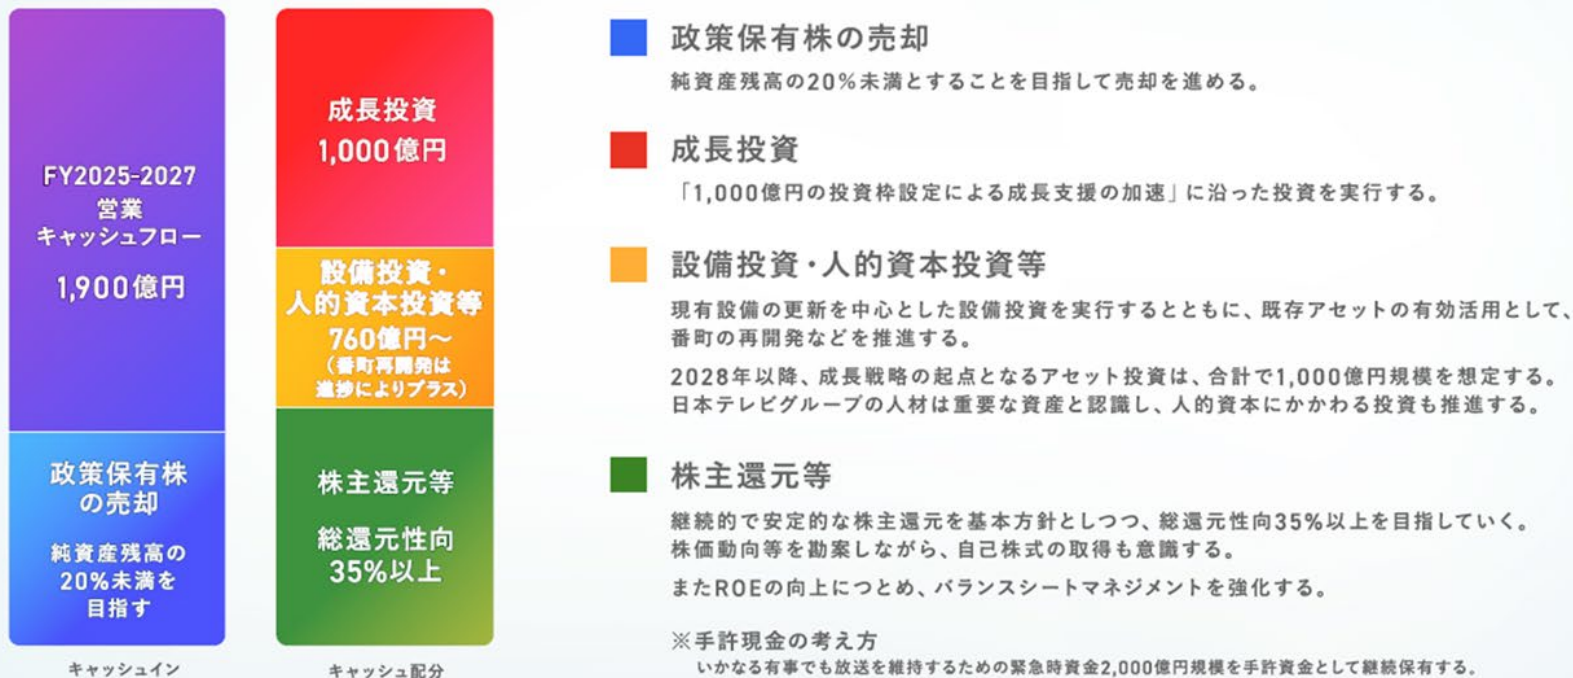 FY2025-2027
営業
キャッシュフロー
1,900億円
政策保有株
の売却
純資産残高の
20%未満を
目指す
キャッシュイン
成長投資
1,000億円
設備投資・
人的資本投資等
760億円～
（番町再開発は
進捗によりプラス）
株主還元等
総還元性向
35%以上
キャッシュ配分
政策保有株の売却
純資産残高の20%未満とすることを目指して売却を進める。
成長投資
「1,000億円の投資枠設定による成長支援の加速」に沿った投資を実行する。
設備投資・人的資本投資等
現有設備の更新を中心とした設備投資を実行するとともに、既存アセットの有効活用として、
番町の再開発などを推進する。
2028年以降、成長戦略の起点となるアセット投資は、合計で1,000億円規模を想定する。
日本テレビグループの人材は重要な資産と認識し、人的資本にかかわる投資も推進する。
株主還元等
継続的で安定的な株主還元を基本方針としつつ、総還元性向35%以上を目指していく。
株価動向等を勘案しながら、自己株式の取得も意識する。
またROEの向上につとめ、バランスシートマネジメントを強化する。
※手許現金の考え方
いかなる有事でも放送を維持するための緊急時資金2,000億円規模を手許資金として継続保有する。